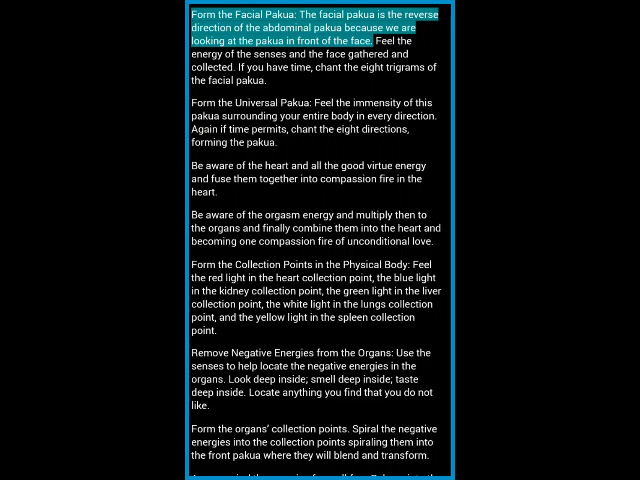 Form the Facial Pakua: The facial pakua is the reverse
direction of the abdominal pakua because we are
looking at the pakua in front of the face. Feel the
energy of the senses and the face gathered and
collected. If you have time, chant the eight trigrams of
the facial pakua.
Form the Universal Pakua: Feel the immensity of this
pakua surrounding your entire body in every direction.
Again if time permits, chant the eight directions,
forming the pakua.
Be aware of the heart and all the good virtue energy
and fuse them together into compassion fire in the
heart.
Be aware of the orgasm energy and multiply then to
the organs and finally combine them into the heart and
becoming one compassion fire of unconditional love.
Form the Collection Points in the Physical Body: Feel
the red light in the heart collection point, the blue light
in the kidney collection point, the green light in the liver
collection point, the white light in the lungs collection
point, and the yellow light in the spleen collection
point.
Remove Negative Energies from the Organs: Use the
senses to help locate the negative energies in the
organs. Look deep inside; smell deep inside; taste
deep inside. Locate anything you find that you do not
like.
Form the organs' collection points. Spiral the negative
energies into the collection points spiraling them into
the front pakua where they will blend and transform.